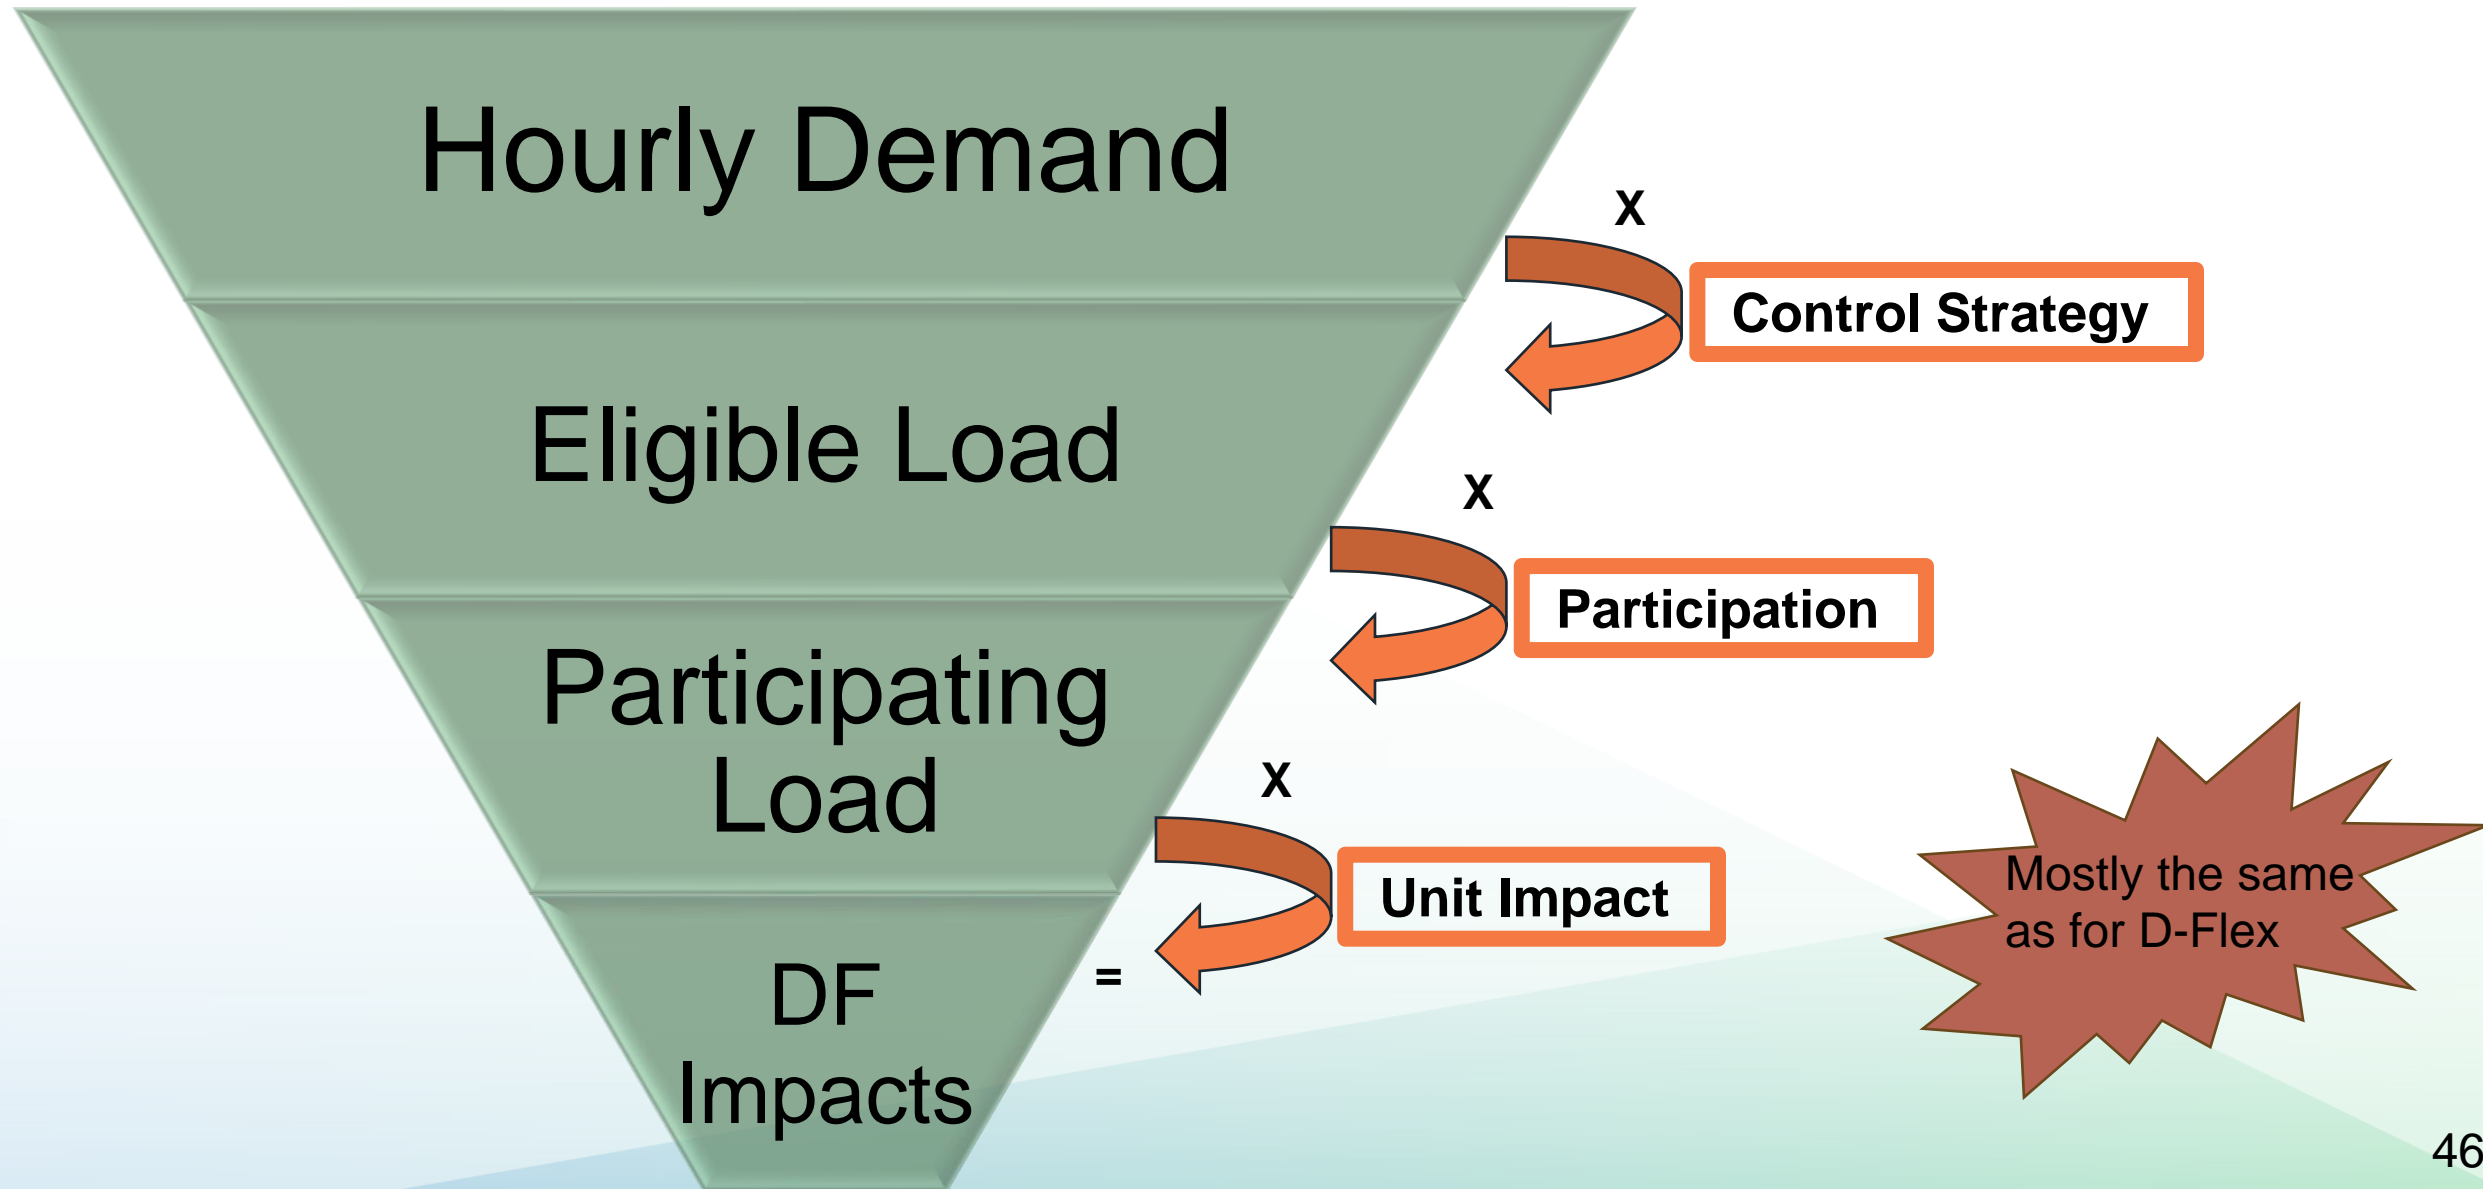 Hourly Demand
X
Control Strategy
Eligible Load
X
Participation
Participating
Load
X
Unit Impact
Mostly the same
as for D-Flex
=
DF
Impacts
46